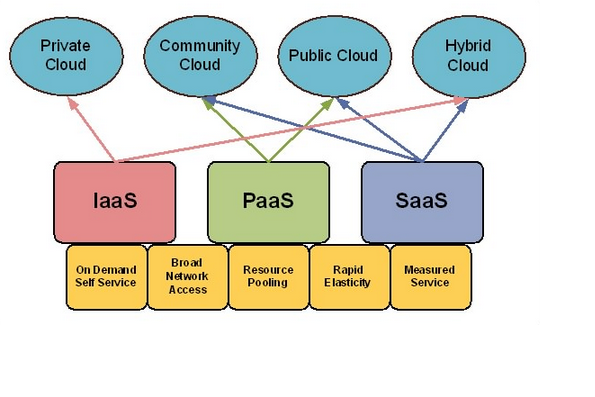 Private
Cloud
Community
Cloud
Public Cloud
Hybrid
Cloud
IaaS
PaaS
SaaS
On Demand
Self Service
Broad
Network
Access
Resource
Pooling
Rapid
Elasticity
Measured
Service